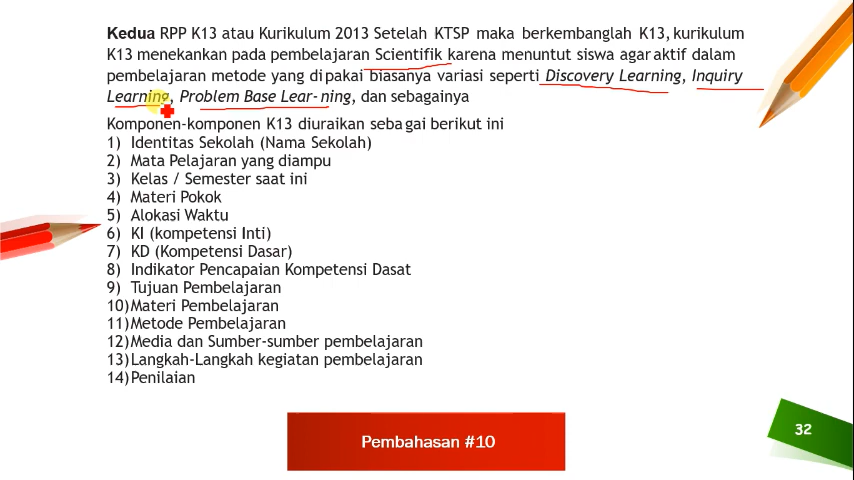 Kedua RPP K13 atau Kurikulum 2013 Setelah KTSP maka berkembanglah K13, kurikulum
K13 menekankan pada pembelajaran Scientifik karena menuntut siswa agar aktif dalam
pembelajaran metode yang di pakai biasanya variasi seperti Discovery Learning, Inquiry
Learning, Problem Base Lear- ning, dan sebagainya
Komponen-komponen K13 diuraikan seba gai berikut ini
1) Identitas Sekolah (Nama Sekolah)
2) Mata Pelajaran yang diampu
3) Kelas / Semester saat ini
4) Materi Pokok
5) Alokasi Waktu
6) KI (kompetensi Inti)
7) KD (Kompetensi Dasar)
8) Indikator Pencapaian Kompetensi Dasat
9) Tujuan Pembelajaran
10) Materi Pembelajaran
11) Metode Pembelajaran
12) Media dan Sumber-sumber pembelajaran
13) Langkah-Langkah kegiatan pembelajaran
14) Penilaian
32
Pembahasan #10